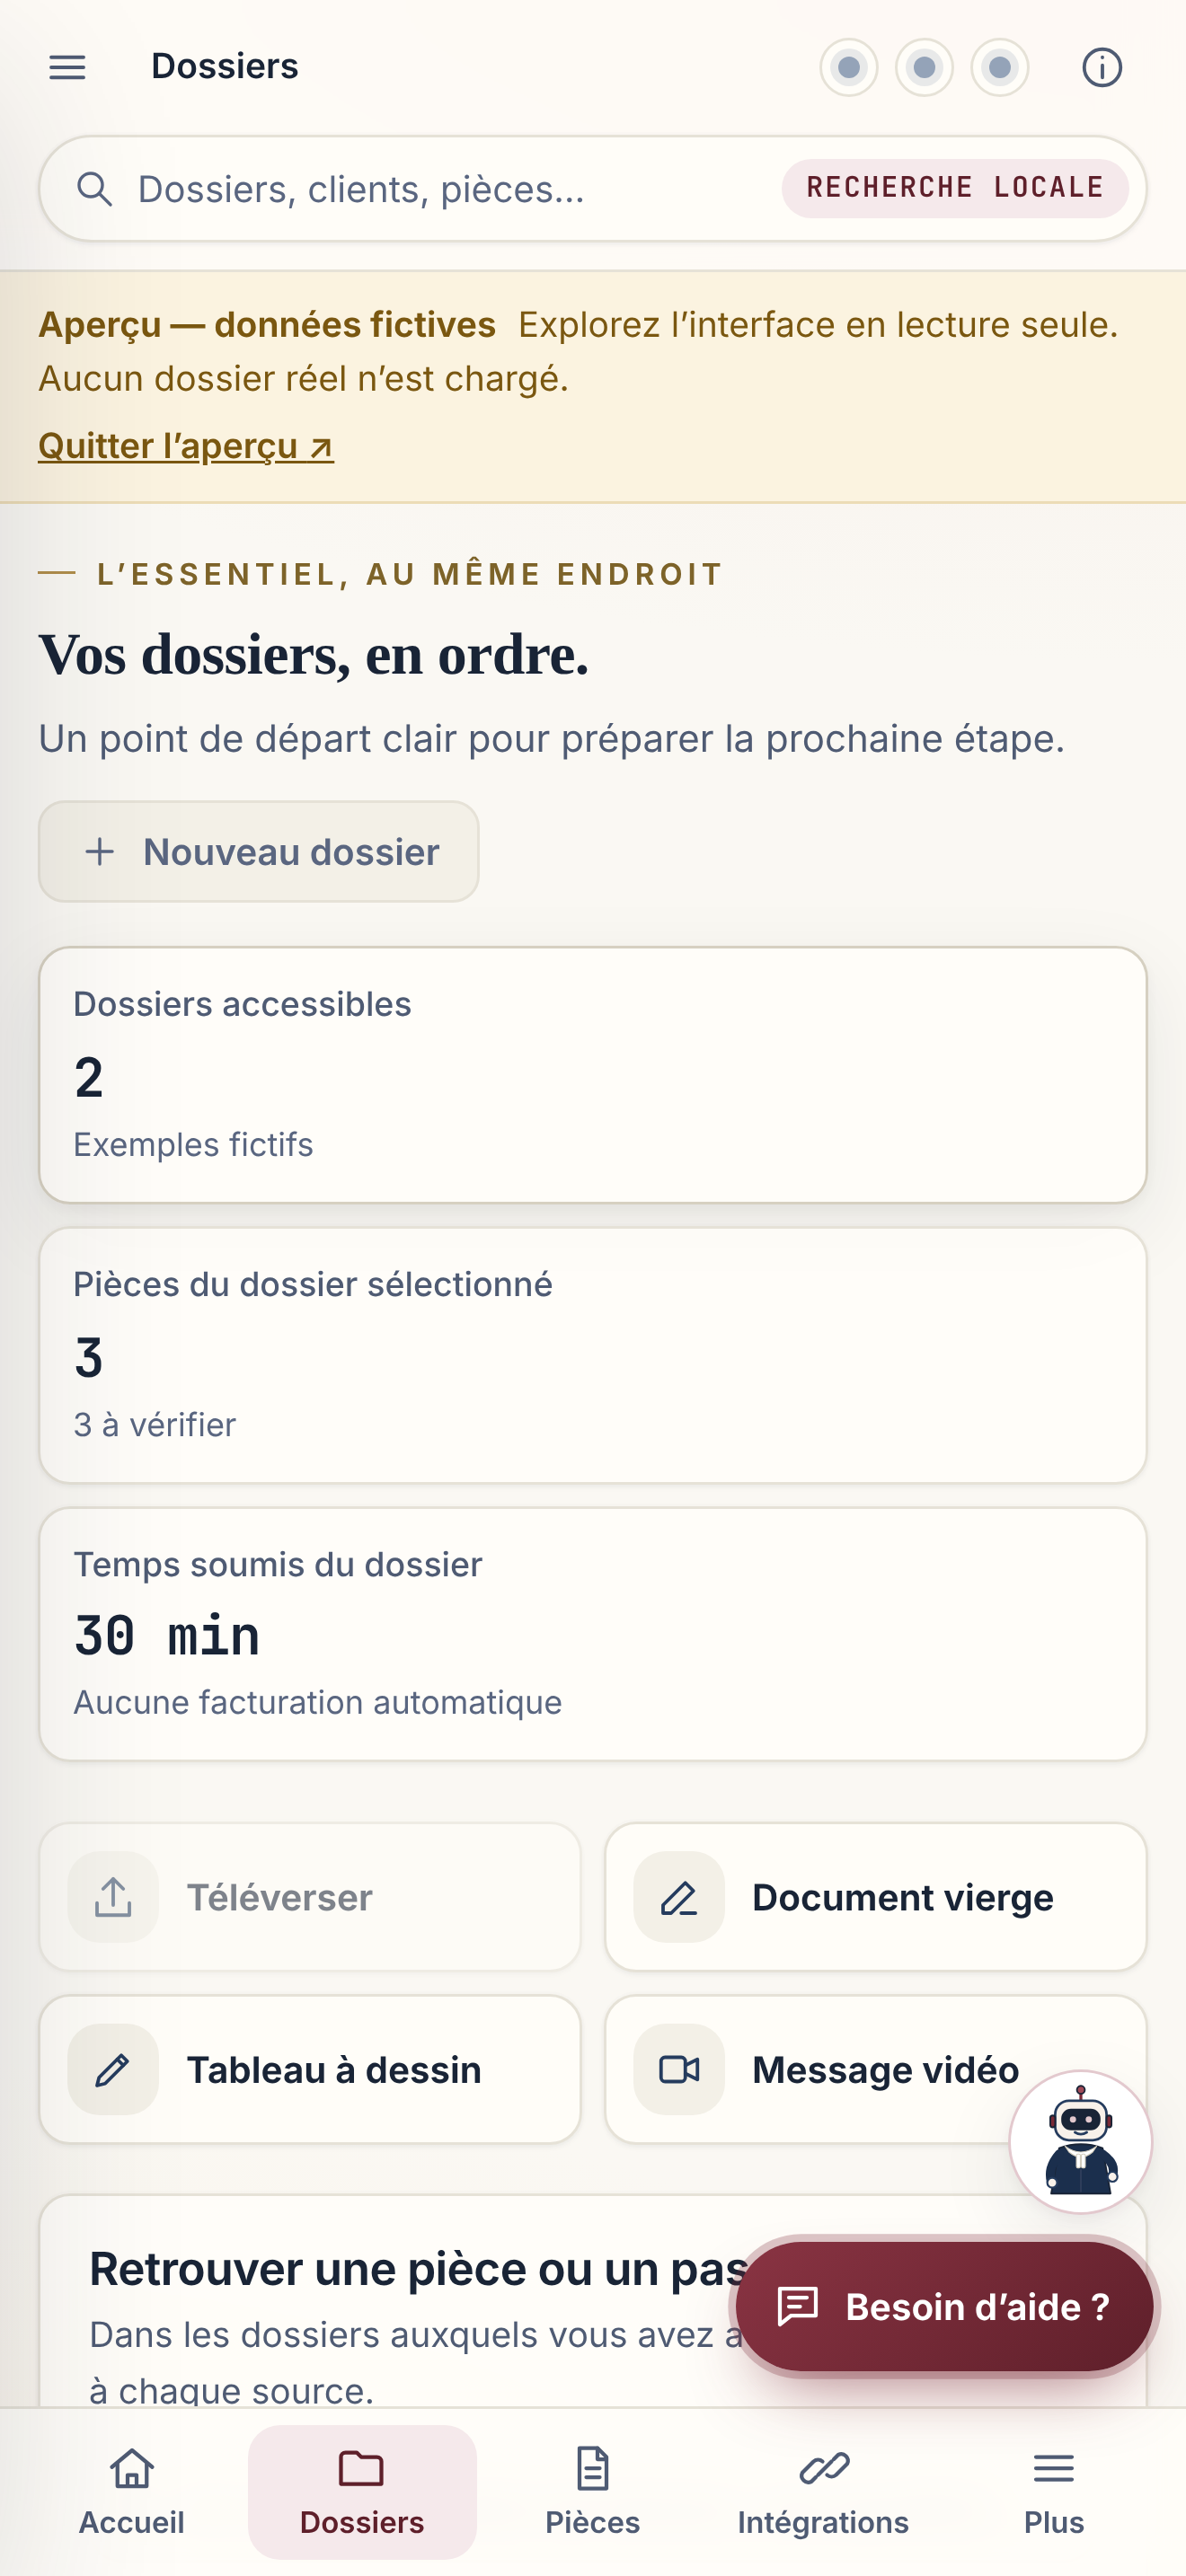 Dossiers
Dossiers, clients, pièces...
RECHERCHE LOCALE
Aperçu — données fictives Explorez l’interface en lecture seule.
Aucun dossier réel n’est chargé.
Quitter l’aperçu ↗
— L’ESSENTIEL, AU MÊME ENDROIT
Vos dossiers, en ordre.
Un point de départ clair pour préparer la prochaine étape.
+ Nouveau dossier
Dossiers accessibles
2
Exemples fictifs
Pièces du dossier sélectionné
3
3 à vérifier
Temps soumis du dossier
30 min
Aucune facturation automatique
Téléverser
Document vierge
Tableau à dessin
Message vidéo
Retrouver une pièce ou un
Dans les dossiers auxquels vous avez
à chaque source.
Besoin d’aide ?
Accueil
Dossiers
Pièces
Intégrations
Plus